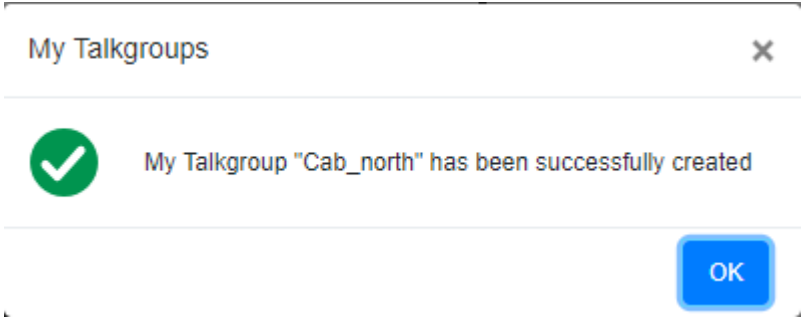 My Talkgroups
My Talkgroup "Cab_north" has been successfully created
OK